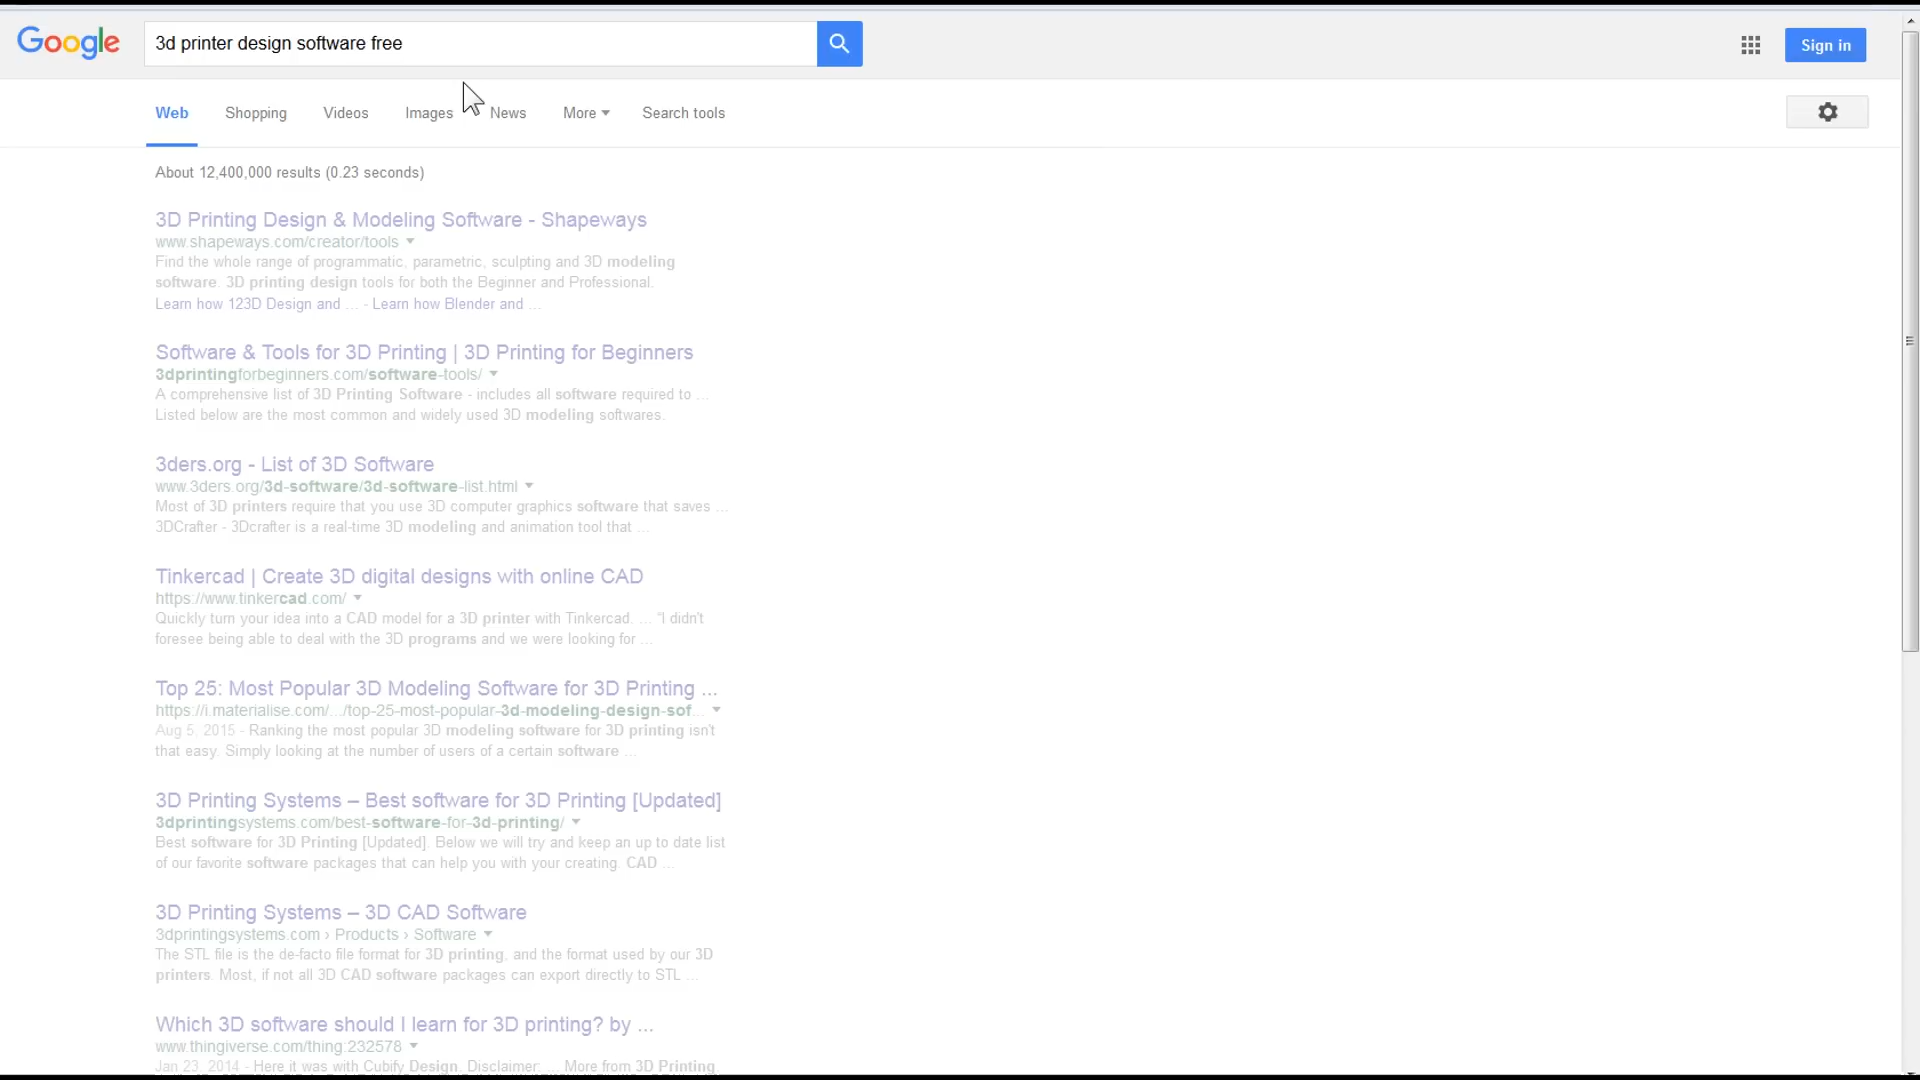 Google
3d printer design software free
Sign in
Web Shopping Videos Images News More Search tools
About 12,400,000 results (0.23 seconds)
3D Printing Design & Modeling Software - Shapeways
www.shapeways.com/creator/tools
Find the whole range of programmatic, parametric, sculpting and 3D modeling
software. 3D printing design tools for both the Beginner and Professional.
Learn how 123D Design and ... - Learn how Blender and ...
Software & Tools for 3D Printing | 3D Printing for Beginners
3dprintingforbeginners.com/software-tools/
A comprehensive list of 3D Printing Software - includes all software required to ...
Listed below are the most common and widely used 3D modeling softwares.
3ders.org - List of 3D Software
www.3ders.org/3d-software/3d-software-list.html
Most of 3D printers require that you use 3D computer graphics software that saves ...
3DCrafter - 3Dcrafter is a real-time 3D modeling and animation tool that ...
Tinkercad | Create 3D digital designs with online CAD
https://www.tinkercad.com/
Quickly turn your idea into a CAD model for a 3D printer with Tinkercad. ... "I didn't
foresee being able to deal with the 3D programs and we were looking for ...
Top 25: Most Popular 3D Modeling Software for 3D Printing ...
https://i.materialise.com/.../top-25-most-popular-3d-modeling-design-sof...
Aug 5, 2015 - Ranking the most popular 3D modeling software for 3D printing isn't
that easy. Simply looking at the number of users of a certain software ...
3D Printing Systems – Best software for 3D Printing [Updated]
3dprintingsystems.com/best-software-for-3d-printing/
Best software for 3D Printing [Updated]. Below we will try and keep an up to date list
of our favorite software packages that can help you with your creating. CAD ...
3D Printing Systems – 3D CAD Software
3dprintingsystems.com › Products › Software
The STL file is the de-facto file format for 3D printing, and the format used by our 3D
printers. Most, if not all 3D CAD software packages can export directly to STL ...
Which 3D software should I learn for 3D printing? by ...
www.thingiverse.com/thing:232578
Jan 23, 2014 - Here it was with Cubify Design. Disclaimer: ... More from 3D Printing